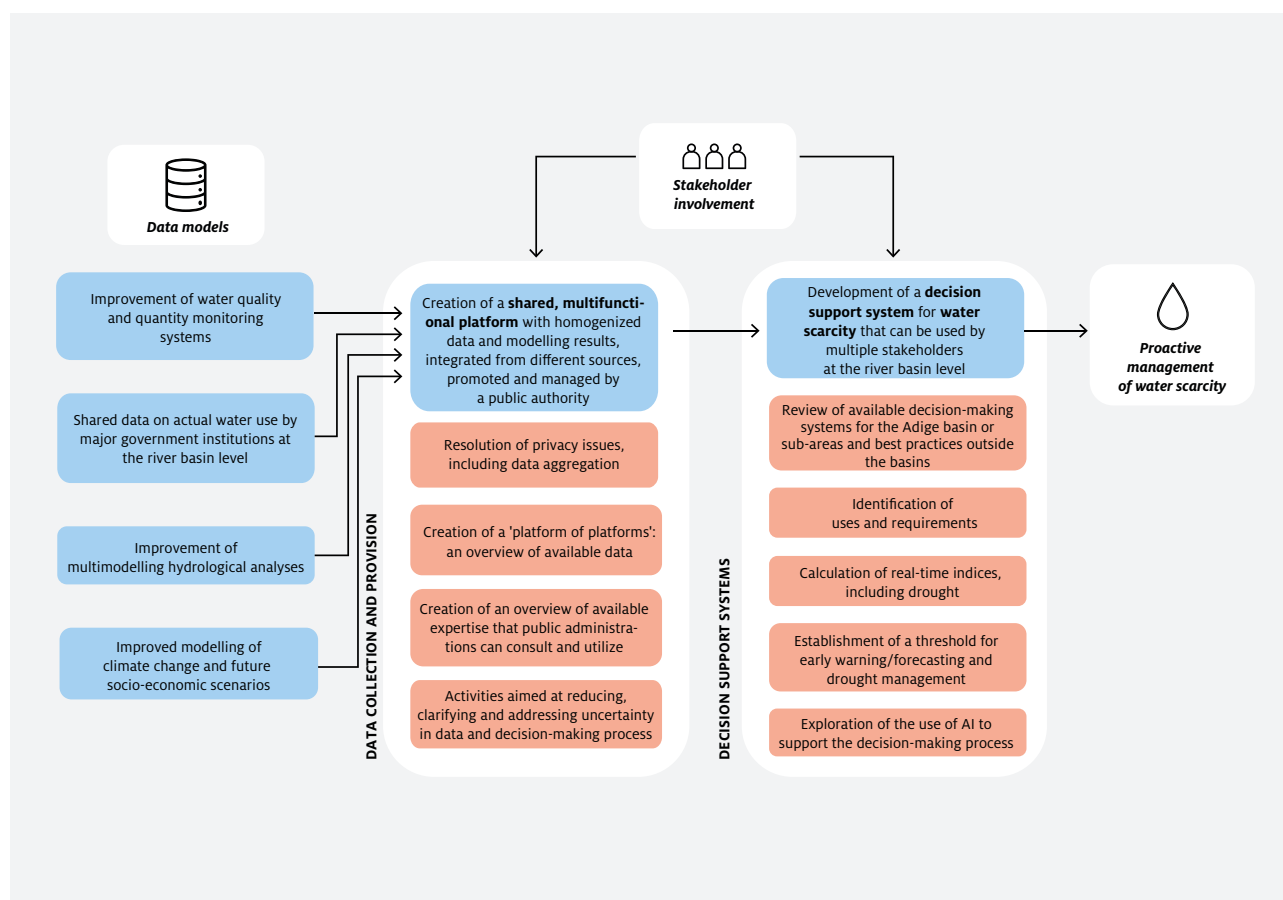 Data models
Improvement of water quality
and quantity monitoring
systems
Shared data on actual water use by
major government institutions at
the river basin level
Improvement of
multimodelling hydrological analyses
Improved modelling of
climate change and future
socio-economic scenarios
Stakeholder
involvement
DATA COLLECTION AND PROVISION
Creation of a shared, multifuncti-
onal platform with homogenized
data and modelling results,
integrated from different sources,
promoted and managed by
a public authority
Resolution of privacy issues,
including data aggregation
Creation of a 'platform of platforms':
an overview of available data
Creation of an overview of available
expertise that public administra-
tions can consult and utilize
Activities aimed at reducing,
clarifying and addressing uncertainty
in data and decision-making process
DECISION SUPPORT SYSTEMS
Development of a decision
support system for water
scarcity that can be used by
multiple stakeholders
at the river basin level
Review of available decision-making
systems for the Adige basin or
sub-areas and best practices outside
the basins
Identification of
uses and requirements
Calculation of real-time indices,
including drought
Establishment of a threshold for
early warning/forecasting and
drought management
Exploration of the use of AI to
support the decision-making process
Proactive
management
of water scarcity